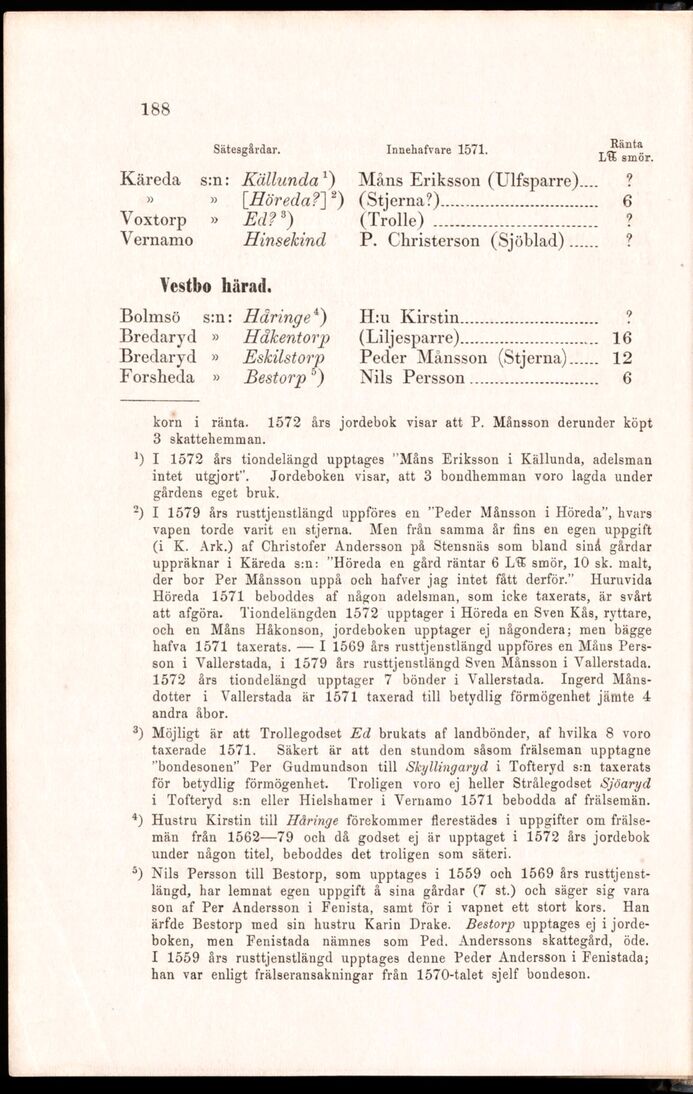 188
Sätesgårdar. Innehafvare 1571. Ränta L℔ smör.
Käreda s:n: Källunda ¹) Måns Eriksson (Ulfsparre).... ?
» » [Höreda?] ²) (Stjerna?)........ 6
Voxtorp » Ed? ³) (Trolle) ........ ?
Vernamo Hinsekind P. Christerson (Sjöblad) ...... ?
Vestbo härad.
Bolmsö s:n: Håringe ⁴) H:u Kirstin........ ?
Bredaryd » Håkentorp (Liljesparre)........ 16
Bredaryd » Eskilstorp Peder Månsson (Stjerna)...... 12
Forsheda » Bestorp ⁵) Nils Persson ........ 6
korn i ränta. 1572 års jordebok visar att P. Månsson derunder köpt
3 skattehemman.
¹) I 1572 års tiondelängd upptages "Måns Eriksson i Källunda, adelsman
intet utgjort". Jordeboken visar, att 3 bondhemman voro lagda under
gårdens eget bruk.
²) I 1579 års rusttjenstlängd uppföres en "Peder Månsson i Höreda", hvars
vapen torde varit en stjerna. Men från samma år fins en egen uppgift
(i K. Ark.) af Christofer Andersson på Stensnäs som bland sinå gårdar
uppräknar i Käreda s:n: "Höreda en gård räntar 6 L℔ smör, 10 sk. malt,
der bor Per Månsson uppå och hafver jag intet fått derför." Huruvida
Höreda 1571 beboddes af någon adelsman, som icke taxerats, är svårt
att afgöra. Tiondelängden 1572 upptager i Höreda en Sven Kås, ryttare,
och en Måns Håkonson, jordeboken upptager ej någondera; men bägge
hafva 1571 taxerats. — I 1569 års rusttjenstlängd uppföres en Måns Pers-
son i Vallerstada, i 1579 års rusttjenstlängd Sven Månsson i Vallerstada.
1572 års tiondelängd upptager 7 bönder i Vallerstada. Ingerd Måns-
dotter i Vallerstada är 1571 taxerad till betydlig förmögenhet jämte 4
andra åbor.
³) Möjligt är att Trollegodset Ed brukats af landbönder, af hvilka 8 voro
taxerade 1571. Säkert är att den stundom såsom frälseman upptagne
"bondesonen" Per Gudmundson till Skyllingaryd i Tofteryd s:n taxerats
för betydlig förmögenhet. Troligen voro ej heller Strålegodset Sjöaryd
i Tofteryd s:n eller Hielshamer i Vernamo 1571 bebodda af frälsemän.
⁴) Hustru Kirstin till Håringe förekommer flerestädes i uppgifter om frälse-
män från 1562—79 och då godset ej är upptaget i 1572 års jordebok
under någon titel, beboddes det troligen som säteri.
⁵) Nils Persson till Bestorp, som upptages i 1559 och 1569 års rusttjenst-
längd, har lemnat egen uppgift å sina gårdar (7 st.) och säger sig vara
son af Per Andersson i Fenista, samt för i vapnet ett stort kors. Han
ärfde Bestorp med sin hustru Karin Drake. Bestorp upptages ej i jorde-
boken, men Fenistada nämnes som Ped. Anderssons skattegård, öde.
I 1559 års rusttjenstlängd upptages denne Peder Andersson i Fenistada;
han var enligt frälseransakningar från 1570-talet sjelf bondeson.